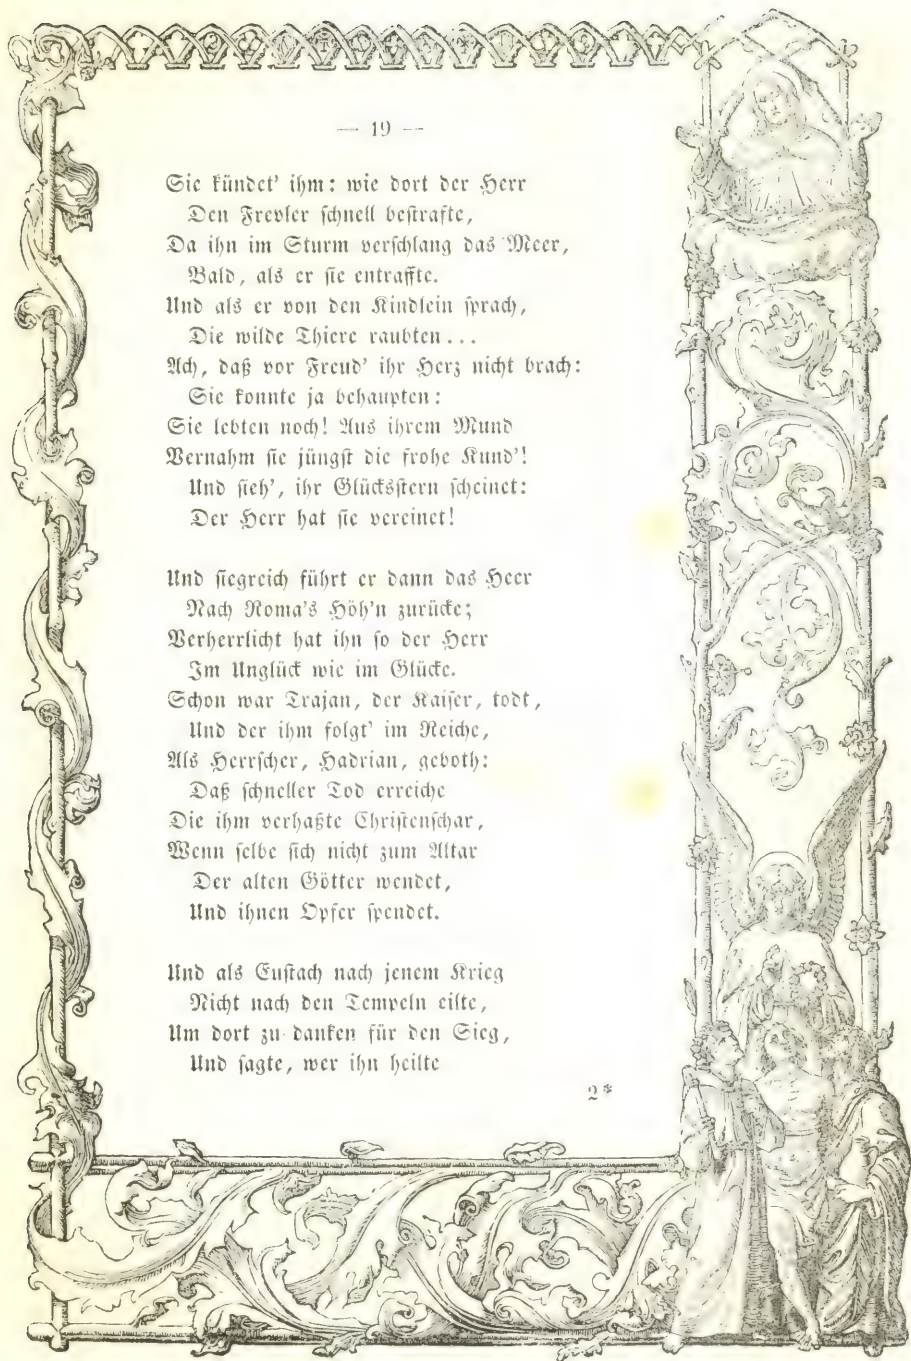 — 19 —
Sie kündet' ihm: wie dort der Herr
Den Frevler schnell bestrafte,
Da ihn im Sturm verschlang das Meer,
Bald, als er sie entraffte.
Und als er von den Kindlein sprach,
Die wilde Thiere raubten...
Ach, daß vor Freud' ihr Herz nicht brach:
Sie konnte ja behaupten:
Sie lebten noch! Aus ihrem Mund
Vernahm sie jüngst die frohe Kund'!
Und sieh', ihr Glücksstern scheinet:
Der Herr hat sie vereinet!
Und siegreich führt er dann das Heer
Nach Roma's Höh'n zurücke;
Verherrlicht hat ihn so der Herr
Im Unglück wie im Glücke.
Schon war Trajan, der Kaiser, todt,
Und der ihm folgt' im Reiche,
Als Herrscher, Hadrian, geboth:
Daß schneller Tod erreiche
Die ihm verhaßte Christenschar,
Wenn selbe sich nicht zum Altar
Der alten Götter wendet,
Und ihnen Opfer spendet.
Und als Eustach nach jenem Krieg
Nicht nach den Tempeln eilte,
Um dort zu danken für den Sieg,
Und sagte, wer ihn heilte
2*